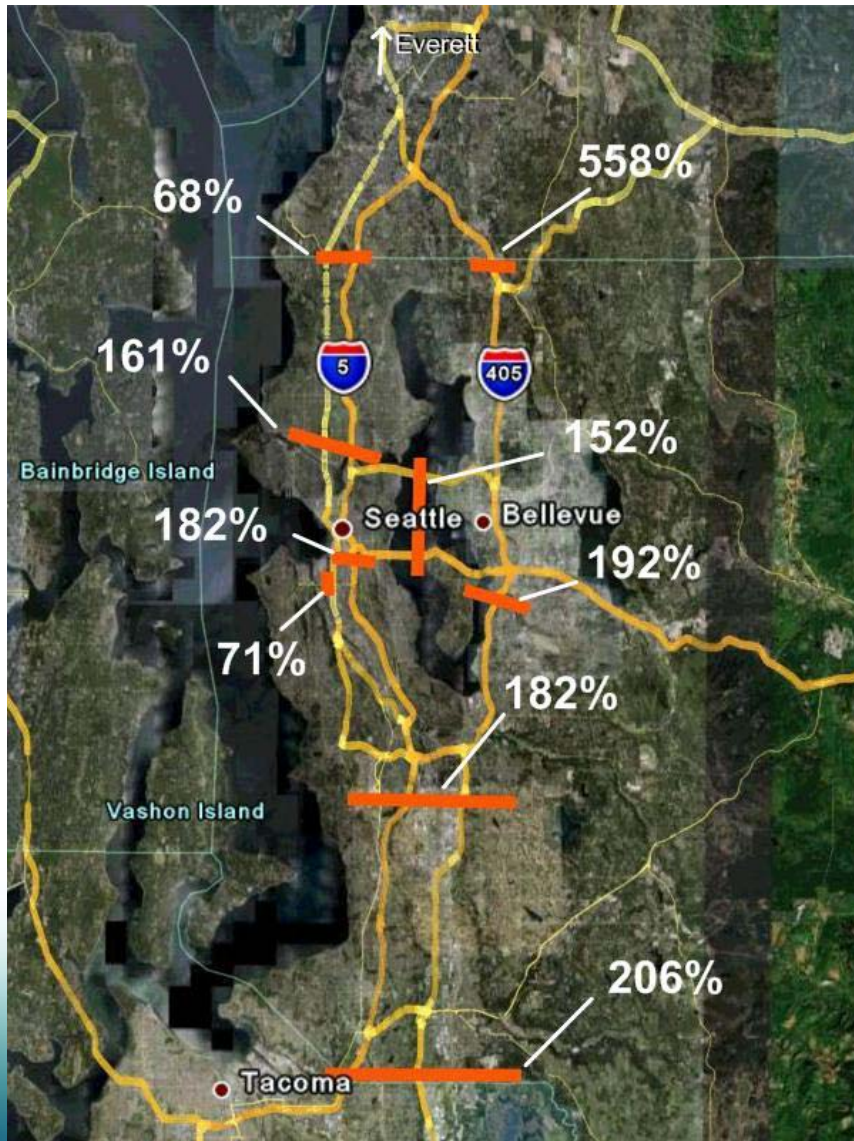 Everett
558%
68%
161%
5
405
152%
Bainbridge Island
182%
Seattle
Bellevue
192%
71%
182%
Vashon Island
206%
Tacoma